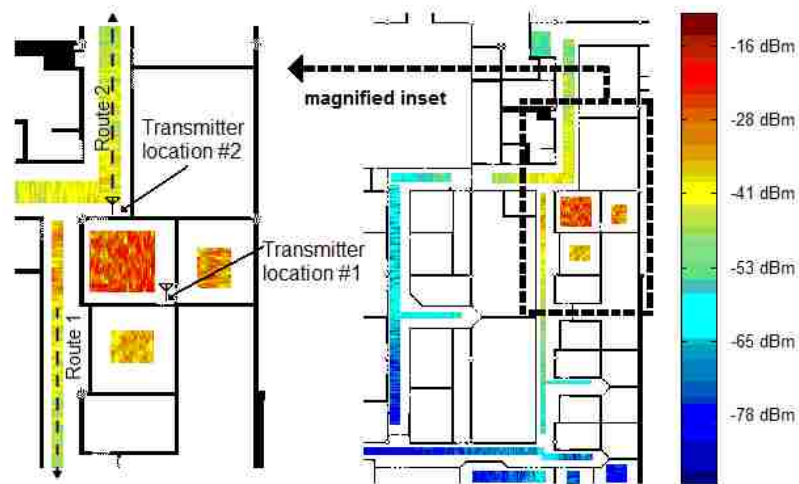 Route 2
Transmitter
location #2
Transmitter
location #1
Route 1
magnified inset
-16 dBm
-28 dBm
-41 dBm
-53 dBm
-65 dBm
-78 dBm